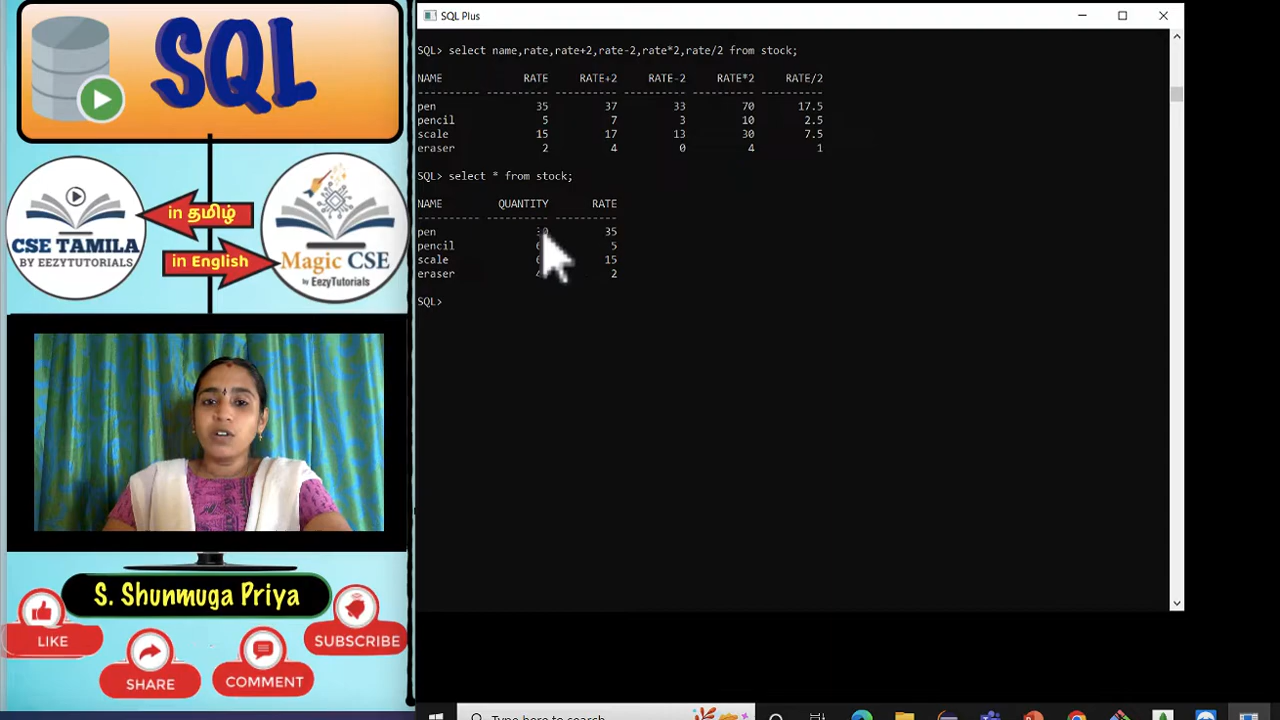 SQL
in தமிழ்
CSE TAMILA
BY EEZYTUTORIALS
in English
Magic CSE
by EezyTutorials
S. Shunmuga Priya
LIKE
SHARE
COMMENT
SUBSCRIBE
SQL Plus
SQL> select name,rate,rate+2,rate-2,rate*2,rate/2 from stock;
NAME RATE RATE+2 RATE-2 RATE*2 RATE/2
---------- ---------- ---------- ---------- ---------- ----------
pen 35 37 33 70 17.5
pencil 5 7 3 10 2.5
scale 15 17 13 30 7.5
eraser 2 4 0 4 1
SQL> select * from stock;
NAME QUANTITY RATE
---------- ---------- ----------
pen 35
pencil 5
scale 15
eraser 2
SQL>
Type here to search